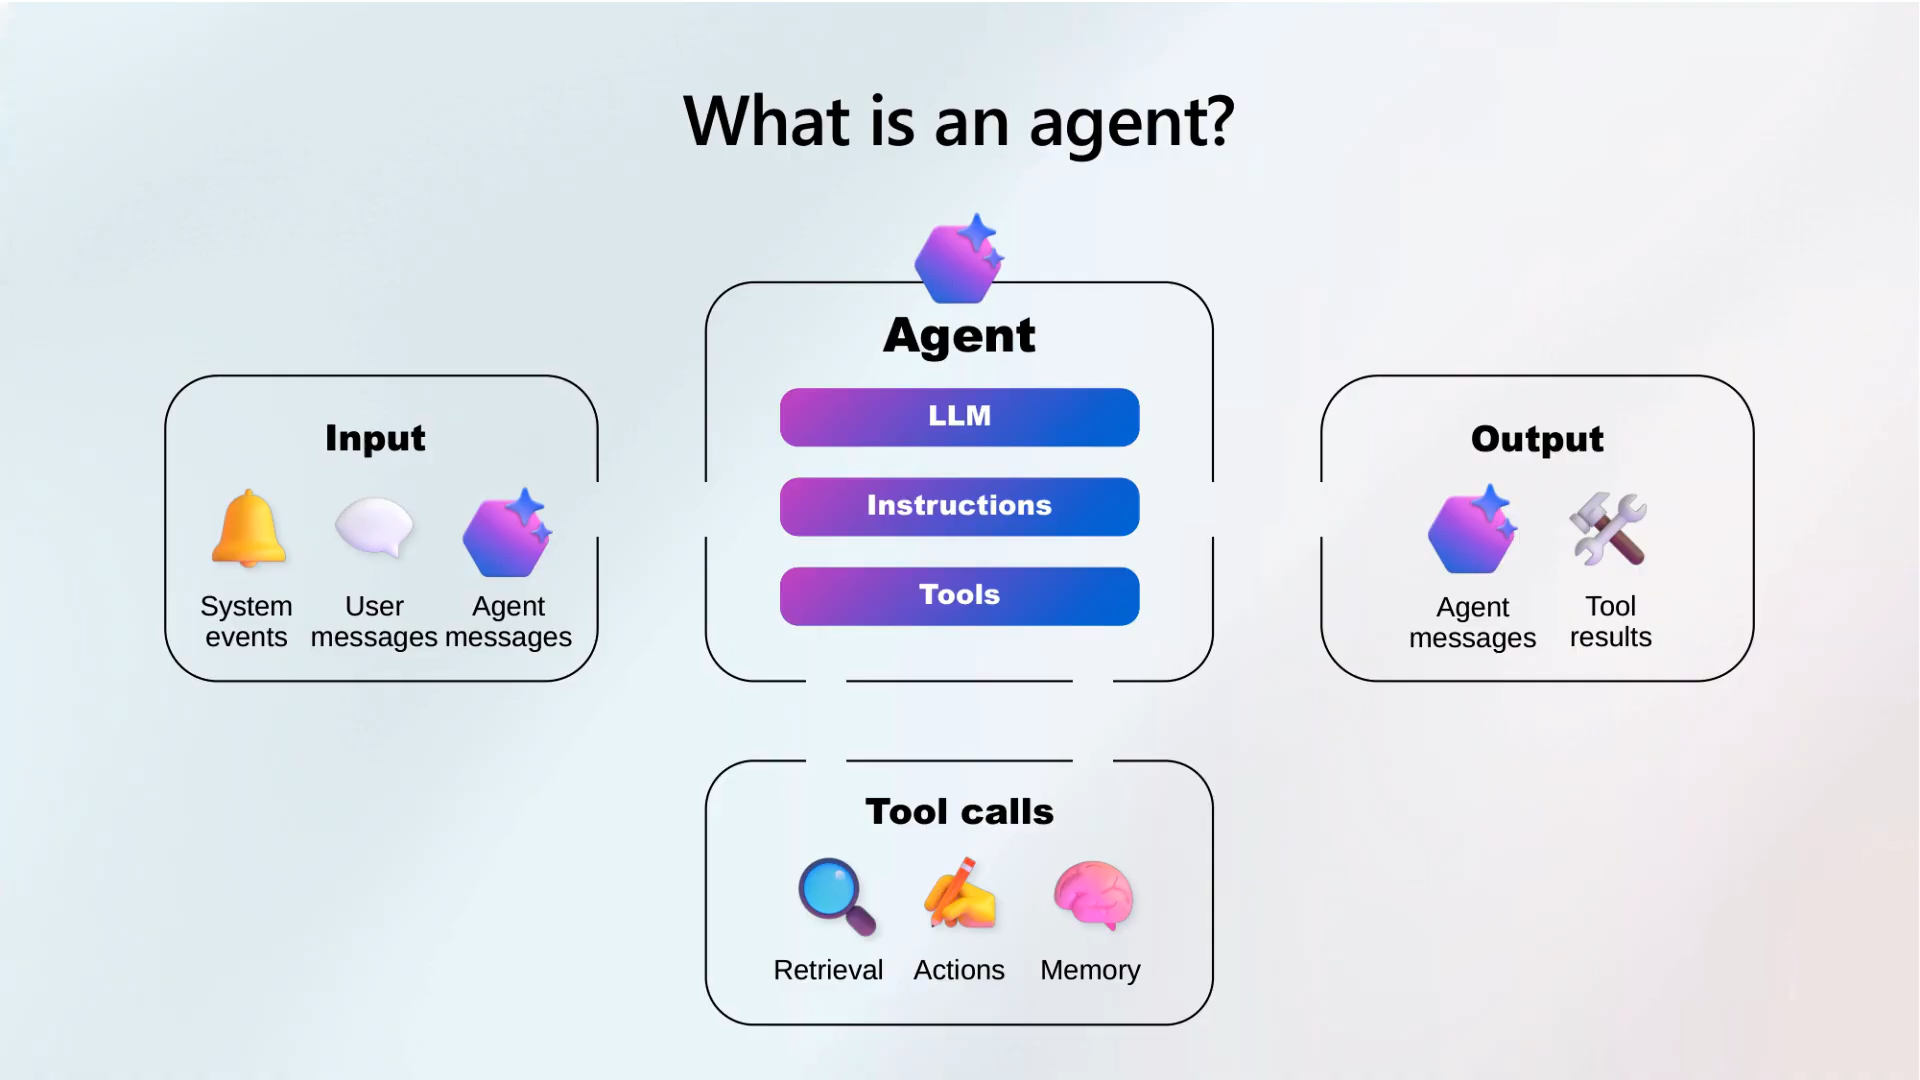 What is an agent?
Agent
LLM
Instructions
Tools
Input
System
events
User
messages
Agent
messages
Output
Agent
messages
Tool
results
Tool calls
Retrieval
Actions
Memory